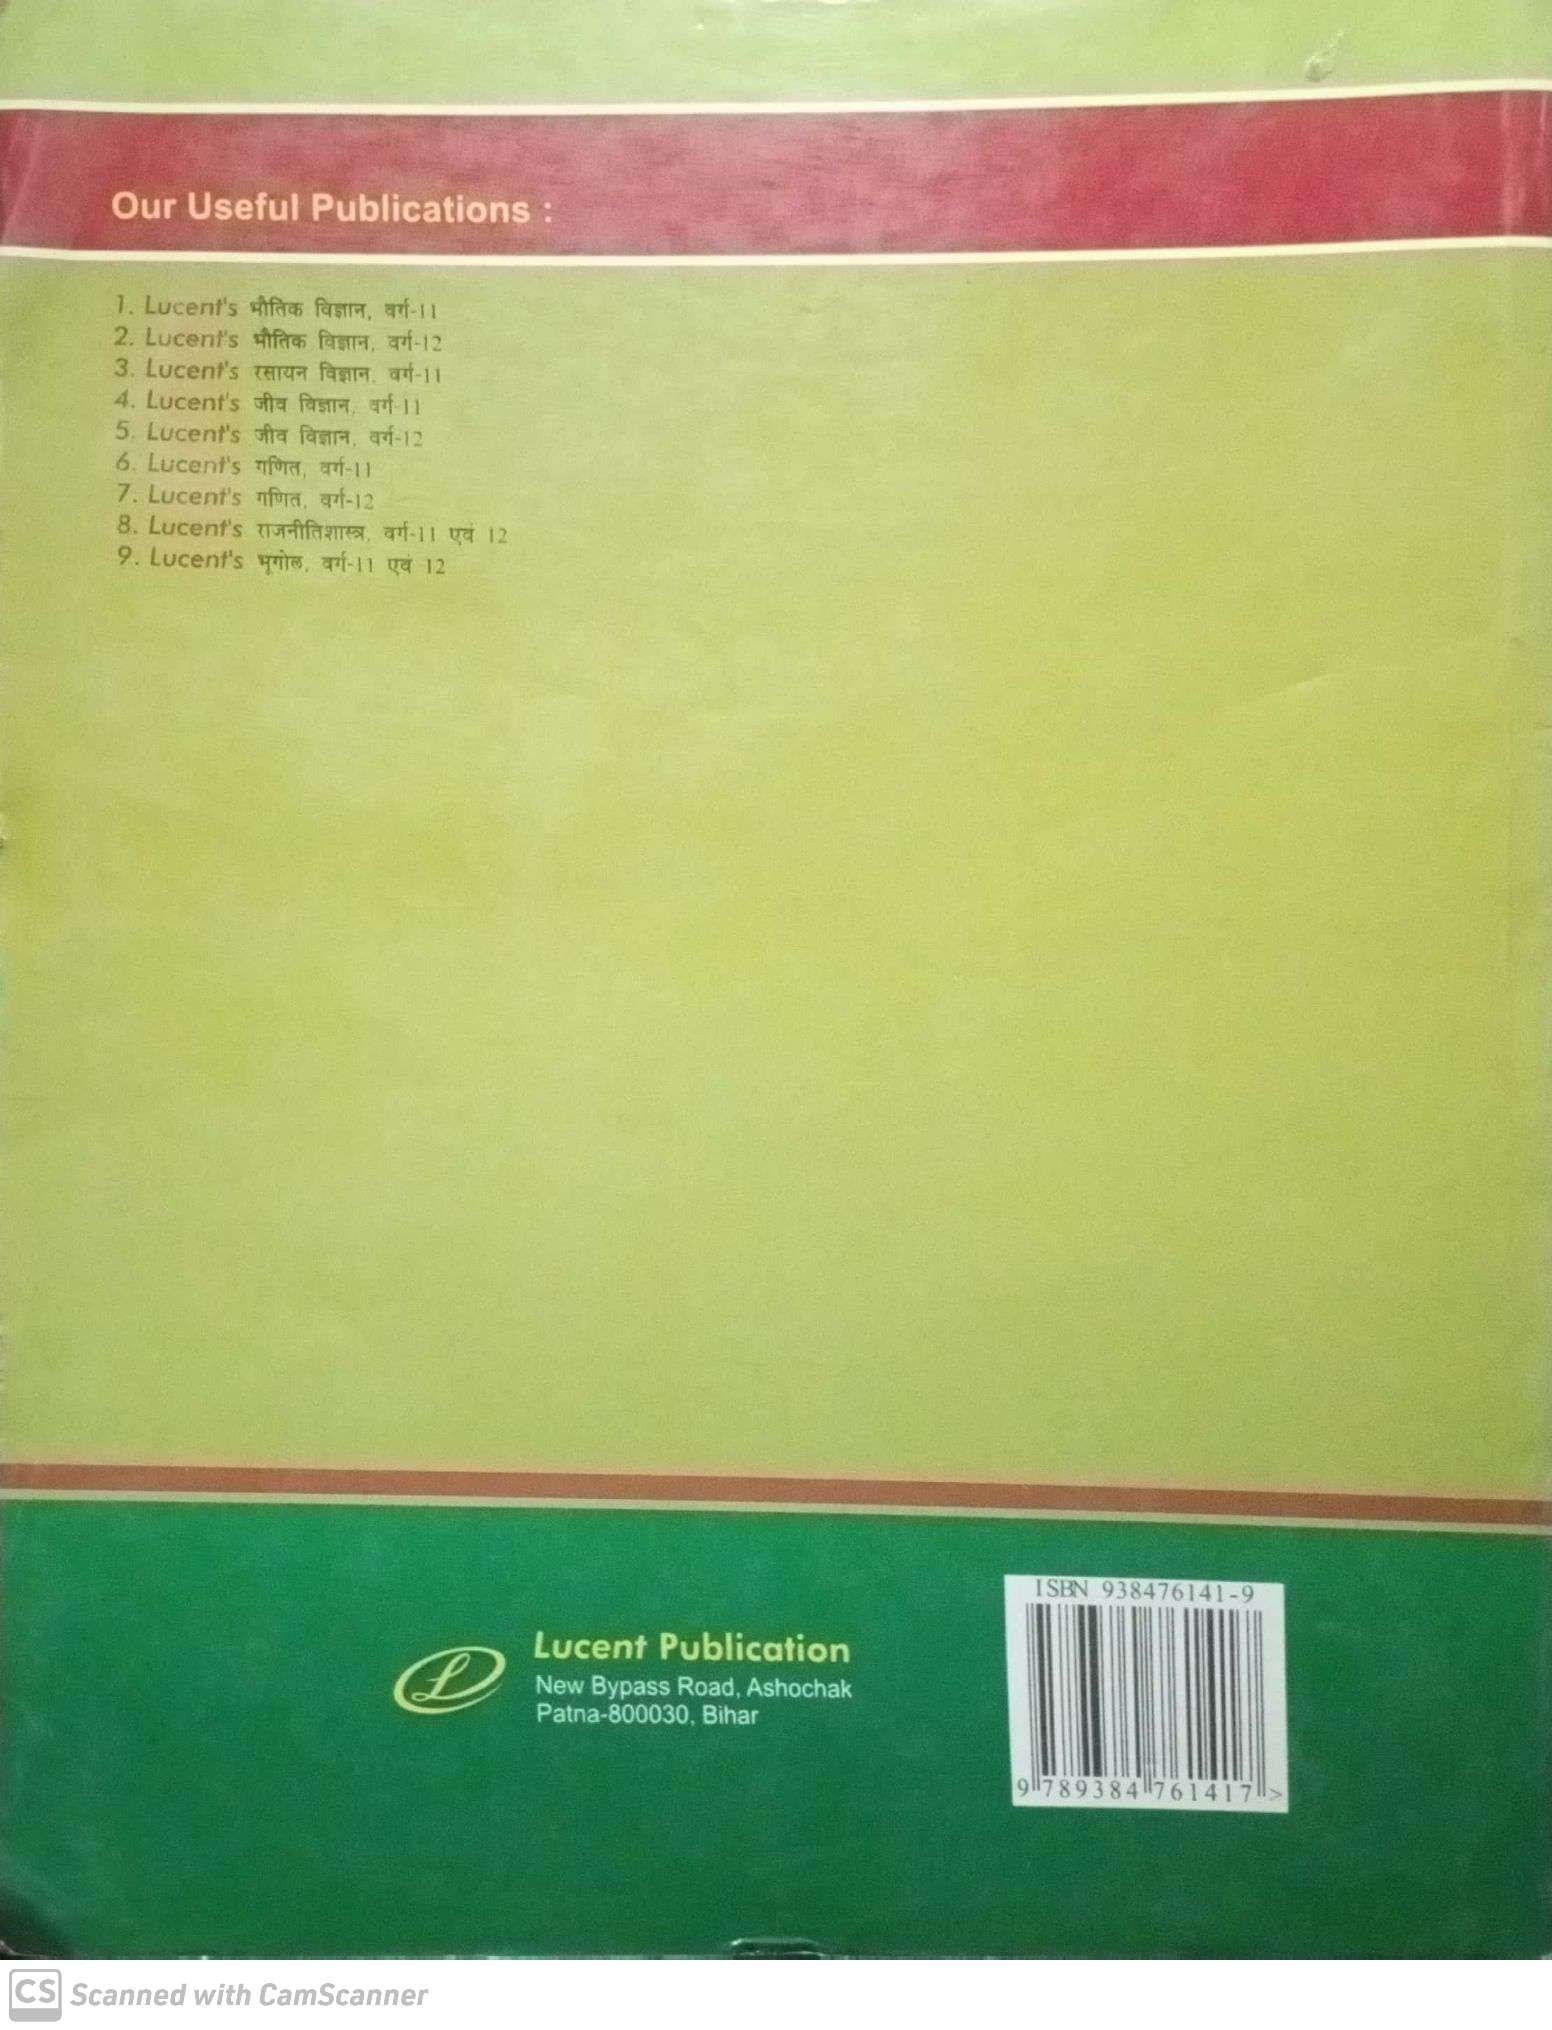 Our Useful Publications :
1. Lucent's भौतिक विज्ञान, वर्ग-11
2. Lucent's भौतिक विज्ञान, वर्ग-12
3. Lucent's रसायन विज्ञान, वर्ग-11
4. Lucent's जीव विज्ञान, वर्ग-11
5. Lucent's जीव विज्ञान, वर्ग-12
6. Lucent's गणित, वर्ग-11
7. Lucent's गणित, वर्ग-12
8. Lucent's राजनीतिशास्त्र, वर्ग-11 एवं 12
9. Lucent's भूगोल, वर्ग-11 एवं 12
Lucent Publication
New Bypass Road, Ashochak
Patna-800030, Bihar
ISBN 938476141-9
9 789384 761417 >
CS Scanned with CamScanner